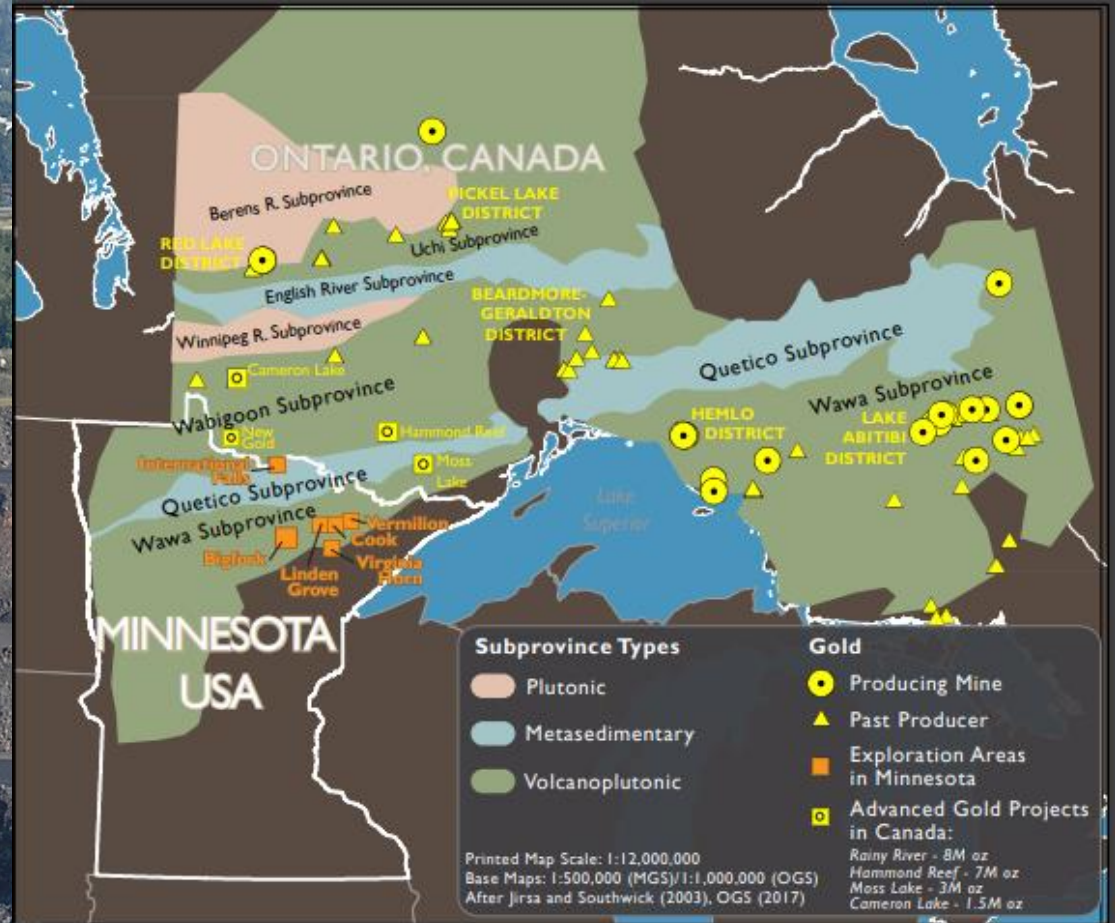 ONTARIO, CANADA
Berens R. Subprovince
PICKEL LAKE
DISTRICT
RED LAKE
DISTRICT
Uchi Subprovince
English River Subprovince
BEARDMORE-
GERALDTON
DISTRICT
Winnipeg R. Subprovince
Quetico Subprovince
Cameron Lake
Wabigoon Subprovince
Wawa Subprovince
New
Gold
Hammond Reef
HEMLO
DISTRICT
LAKE
ABITIBI
DISTRICT
International
Falls
Moss
Lake
Quetico Subprovince
Lake
Superior
Wawa Subprovince
Vermilion
Cook
Bigfork
Virginia
Horn
Linden
Grove
MINNESOTA
USA
Subprovince Types
Plutonic
Metasedimentary
Volcanoplutonic
Gold
Producing Mine
Past Producer
Exploration Areas
in Minnesota
Advanced Gold Projects
in Canada:
Rainy River - 8M oz
Hammond Reef - 7M oz
Moss Lake - 3M oz
Cameron Lake - 1.5M oz
Printed Map Scale: 1:12,000,000
Base Maps: 1:500,000 (MGS)/1:1,000,000 (OGS)
After Jirsa and Southwick (2003), OGS (2017)